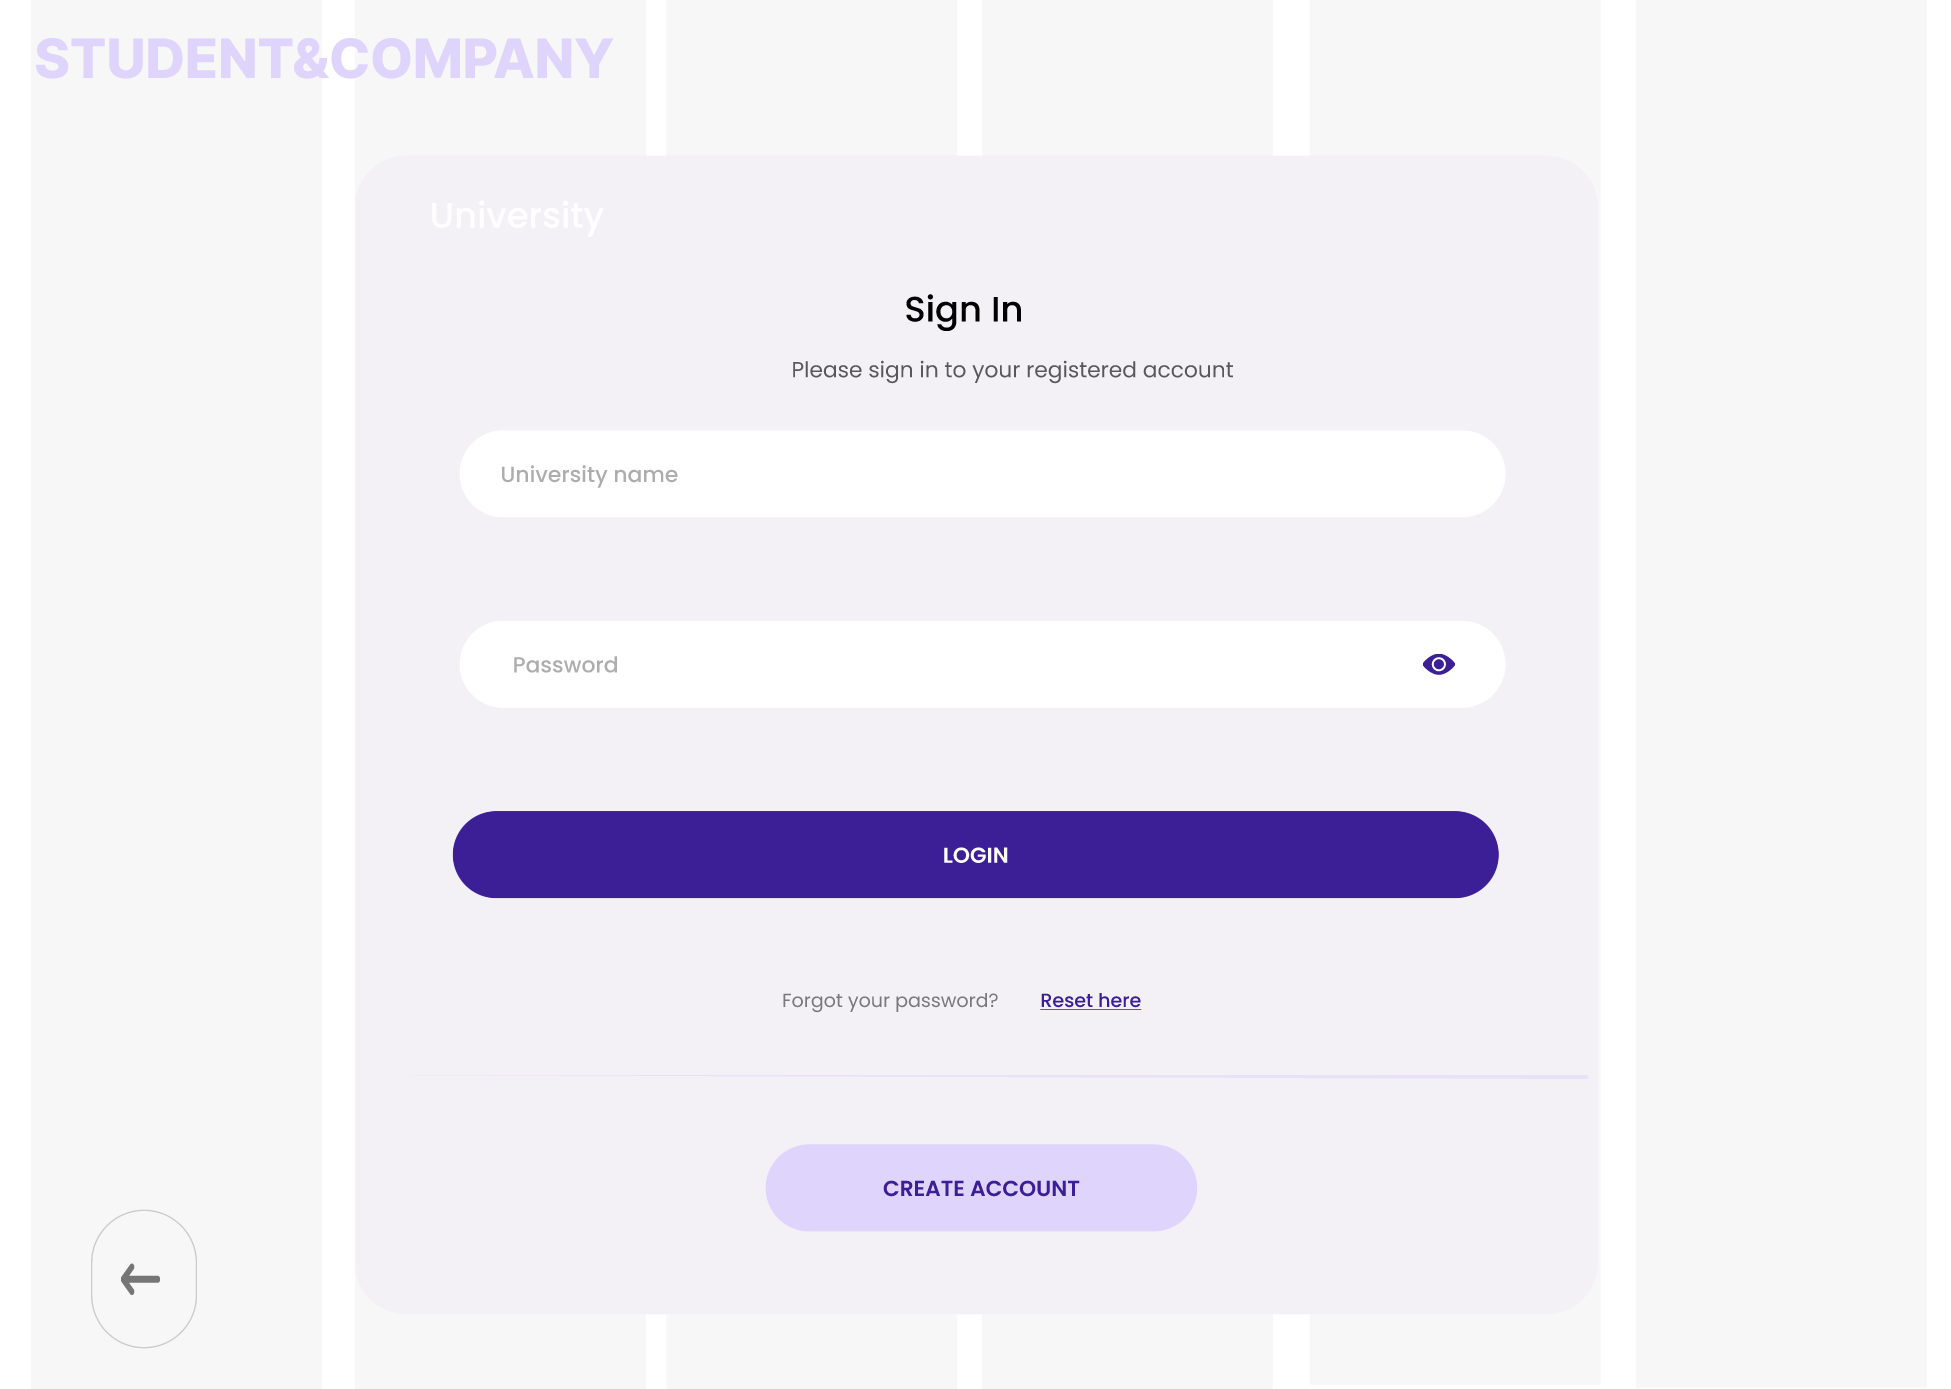 STUDENT&COMPANY
University
Sign In
Please sign in to your registered account
University name
Password
LOGIN
Forgot your password? Reset here
CREATE ACCOUNT